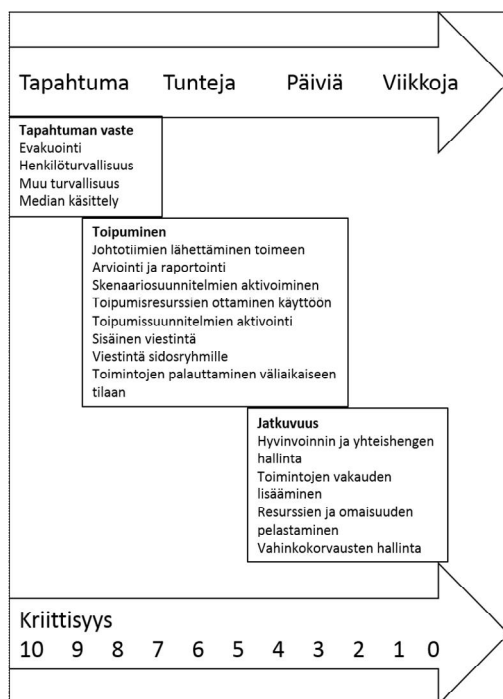 Tapahtuma Tunteja Päiviä Viikkoja
Tapahtuman vaste
Evakuointi
Henkilöturvallisuus
Muu turvallisuus
Median käsittely
Toipuminen
Johtotiimien lähettäminen toimeen
Arviointi ja raportointi
Skenaariosuunnitelmien aktivoiminen
Toipumisresurssien ottaminen käyttöön
Toipumissuunnitelmien aktivointi
Sisäinen viestintä
Viestintä sidosryhmille
Toimintojen palauttaminen väliaikaiseen
tilaan
Jatkuvuus
Hyvinvoinnin ja yhteishengen
hallinta
Toimintojen vakauden
lisääminen
Resurssien ja omaisuuden
pelastaminen
Vahinkokorvausten hallinta
Kriittisyys
10 9 8 7 6 5 4 3 2 1 0